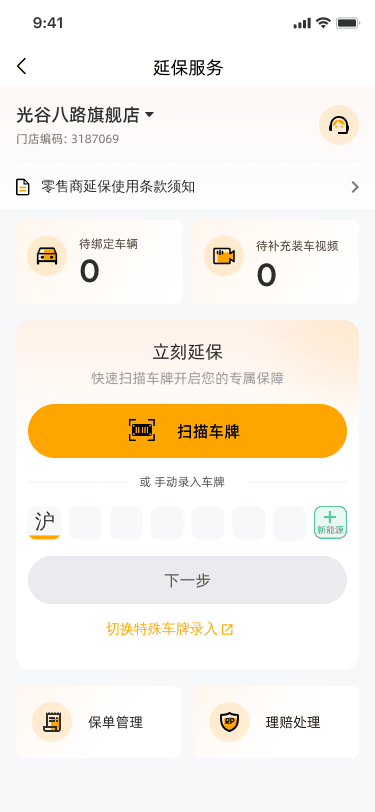 9:41
延保服务
光谷八路旗舰店
门店编码: 3187069
零售商延保使用条款须知
待绑定车辆
0
待补充装车视频
0
立刻延保
快速扫描车牌开启您的专属保障
扫描车牌
或 手动录入车牌
沪
新能源
下一步
切换特殊车牌录入
保单管理
理赔处理